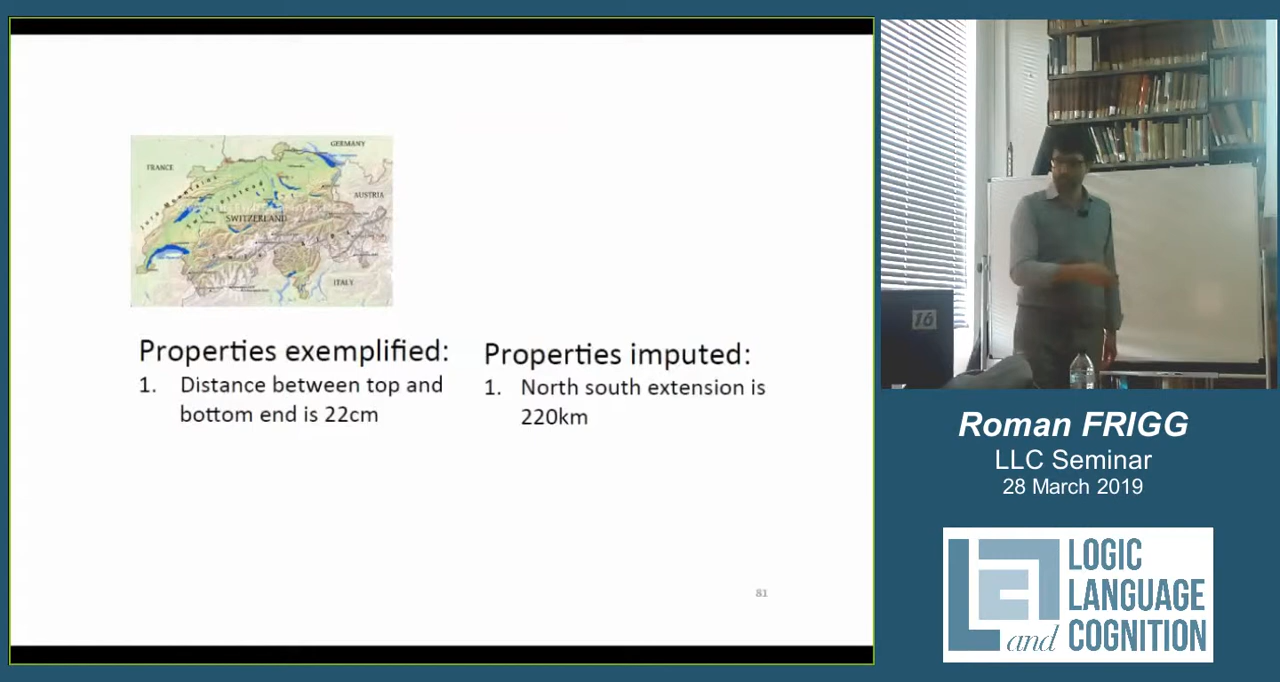 GERMANY
FRANCE
AUSTRIA
SWITZERLAND
ITALY
Properties exemplified:
1. Distance between top and
bottom end is 22cm
Properties imputed:
1. North south extension is
220km
81
16
Roman FRIGG
LLC Seminar
28 March 2019
LOGIC
LANGUAGE
and COGNITION